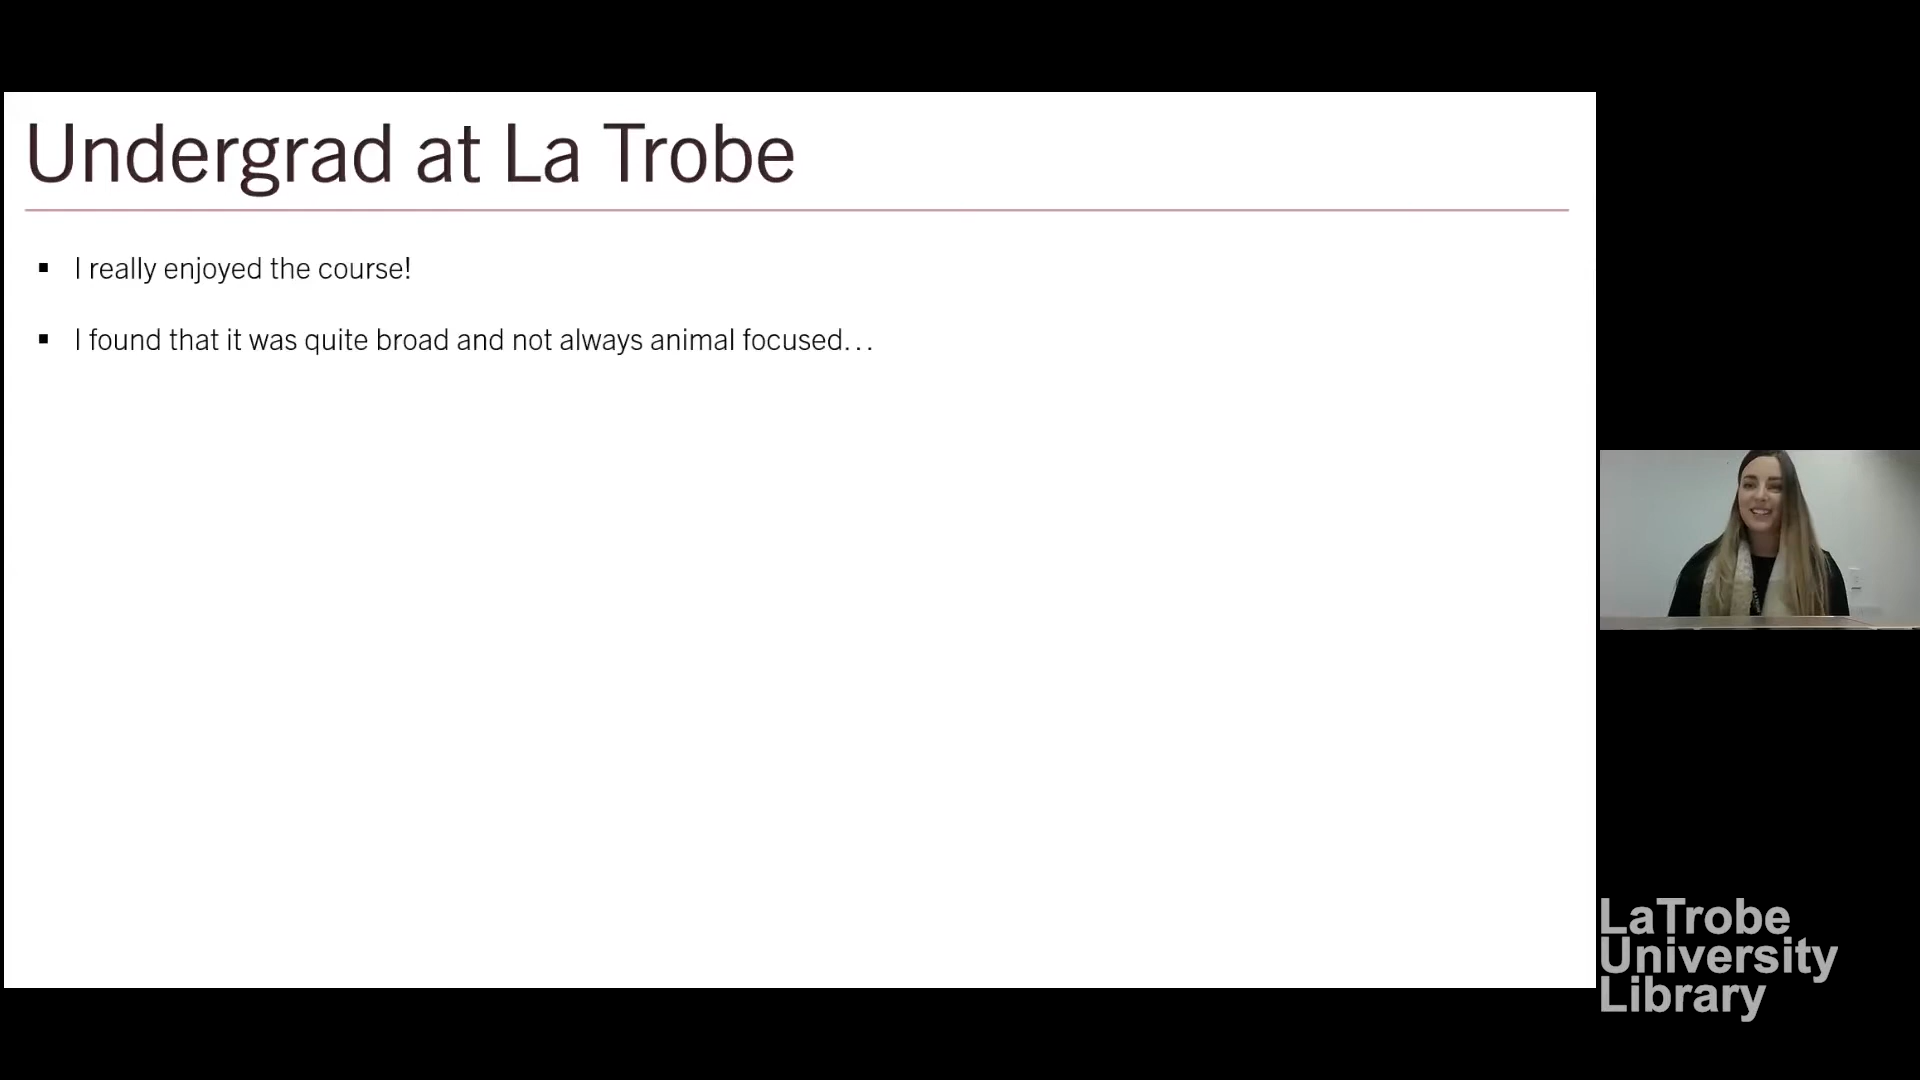 Undergrad at La Trobe
▪ I really enjoyed the course!
▪ I found that it was quite broad and not always animal focused…
LaTrobe
University
Library